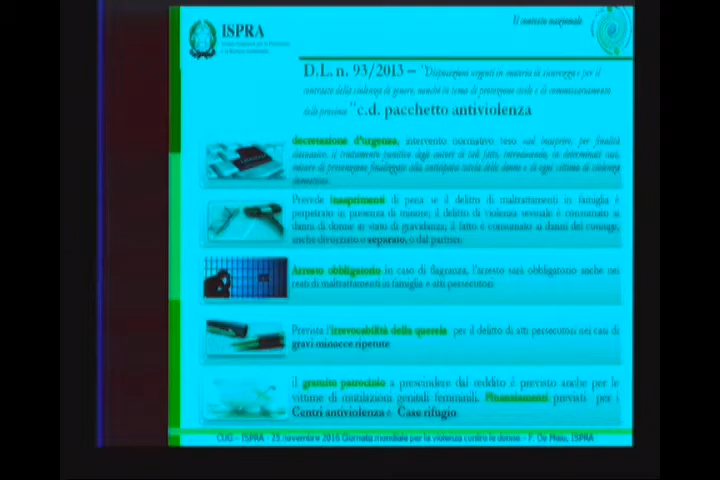 Il contesto nazionale
ISPRA
D.L. n. 93/2013 – "Disposizioni urgenti in materia di sicurezza e per il
contrasto della violenza di genere, nonché in tema di protezione civile e di commissariamento
delle province "c.d. pacchetto antiviolenza
decretazione d'urgenza, intervento normativo teso «ad inasprire, per finalità
dissuasive, il trattamento punitivo degli autori di tali fatti, introducendo, in determinati casi,
misure di prevenzione finalizzate alla anticipata tutela delle donne e di ogni vittima di violenza
domestica»
Prevede inasprimenti di pena se il delitto di maltrattamenti in famiglia è
perpetrato in presenza di minore, il delitto di violenza sessuale è consumato ai
danni di donne in stato di gravidanza, il fatto è consumato ai danni del coniuge,
anche divorziato o separato, o dal partner.
Arresto obbligatorio in caso di flagranza, l'arresto sarà obbligatorio anche nei
reati di maltrattamenti in famiglia e atti persecutori
Prevista l'irrevocabilità della querela per il delitto di atti persecutori nei casi di
gravi minacce ripetute
il gratuito patrocinio a prescindere dal reddito è previsto anche per le
vittime di mutilazioni genitali femminili. Finanziamenti previsti per i
Centri antiviolenza e Case rifugio
CUG – ISPRA - 25 novembre 2016 Giornata mondiale per la violenza contro le donne – F. De Maio, ISPRA